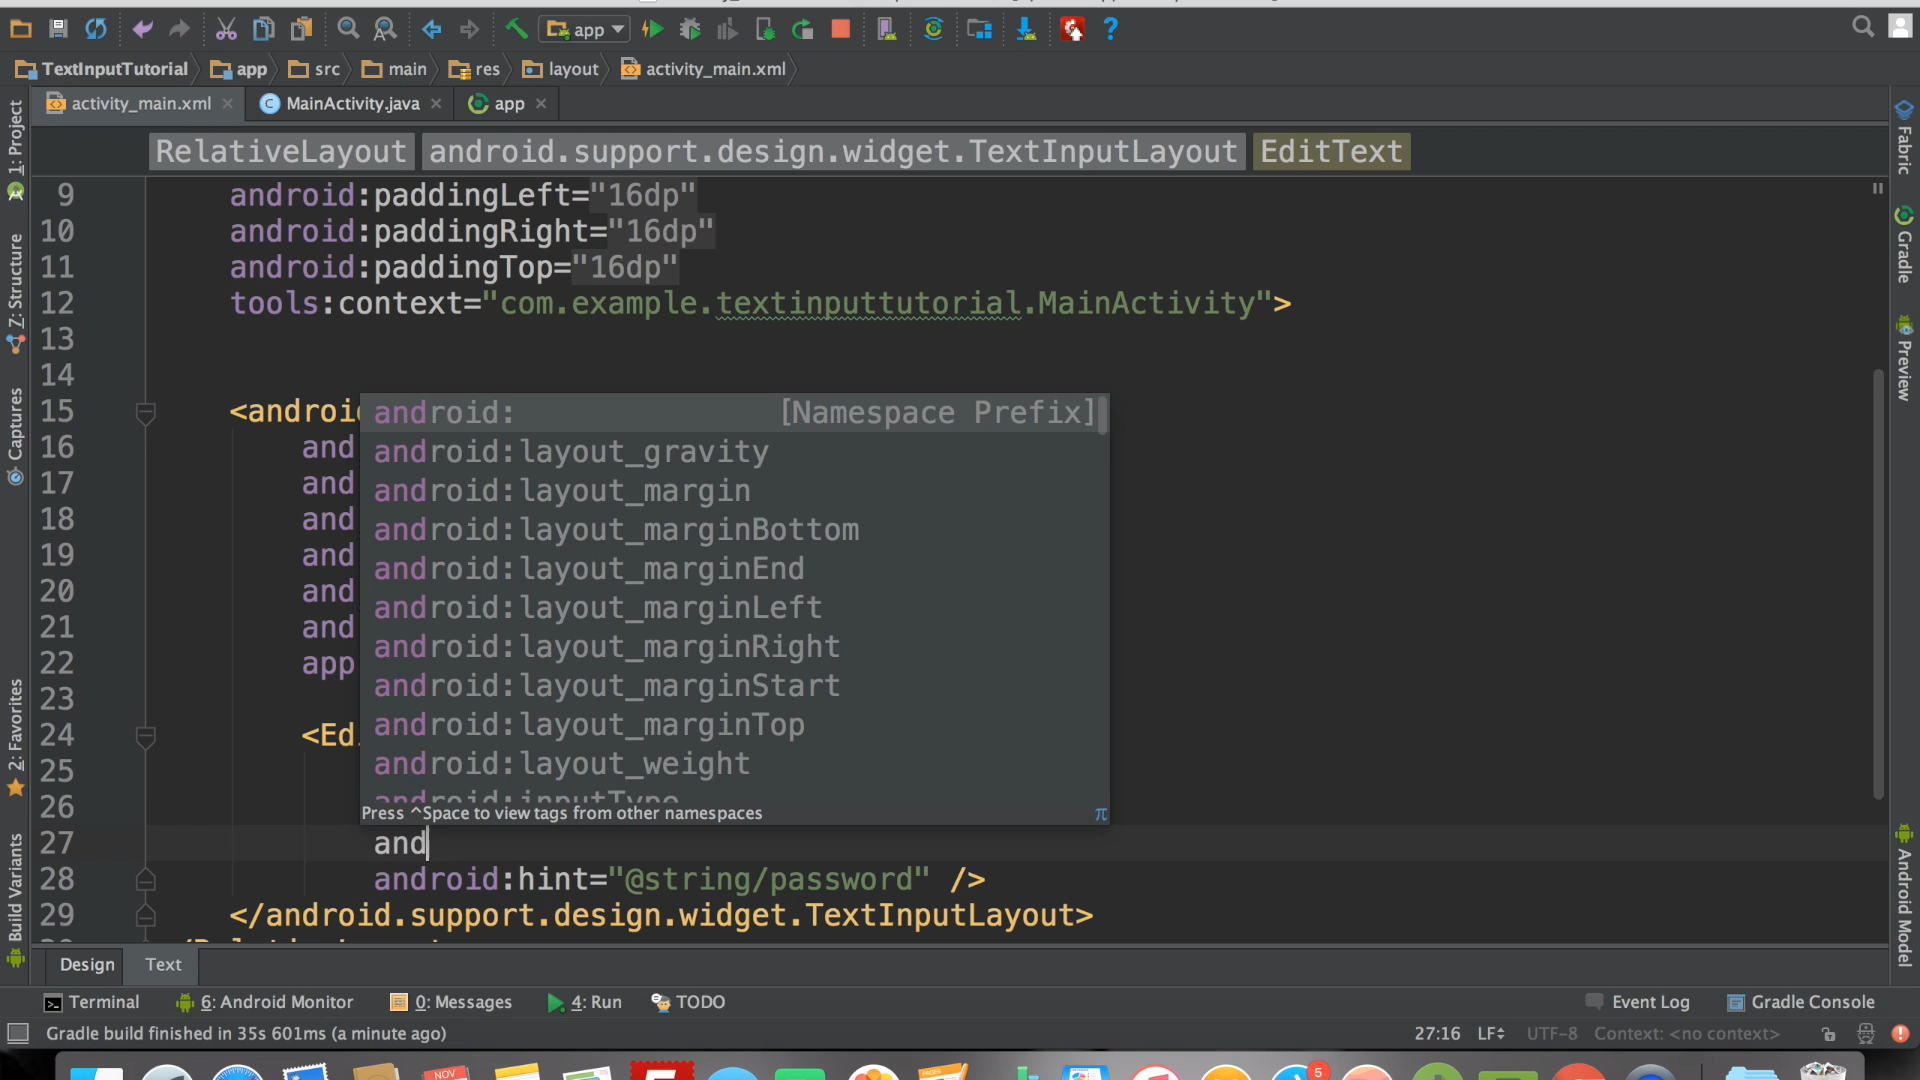 app
TextInputTutorial app src main res layout activity_main.xml
activity_main.xml MainActivity.java app
RelativeLayout android.support.design.widget.TextInputLayout EditText
9 android:paddingLeft="16dp"
10 android:paddingRight="16dp"
11 android:paddingTop="16dp"
12 tools:context="com.example.textinputtutorial.MainActivity">
13
14
15 <androi
16 and
17 and
18 and
19 and
20 and
21 and
22 app
23
24 <Ed
25
26
27 and
28 android:hint="@string/password" />
29 </android.support.design.widget.TextInputLayout>
android: [Namespace Prefix]
android:layout_gravity
android:layout_margin
android:layout_marginBottom
android:layout_marginEnd
android:layout_marginLeft
android:layout_marginRight
android:layout_marginStart
android:layout_marginTop
android:layout_weight
android:inputType
Press ^Space to view tags from other namespaces π
1: Project
Z: Structure
Captures
2: Favorites
Build Variants
Fabric
Gradle
Preview
Android Model
Design Text
Terminal 6: Android Monitor 0: Messages 4: Run TODO Event Log Gradle Console
Gradle build finished in 35s 601ms (a minute ago) 27:16 LF UTF-8 Context: <no context>
NOV
5